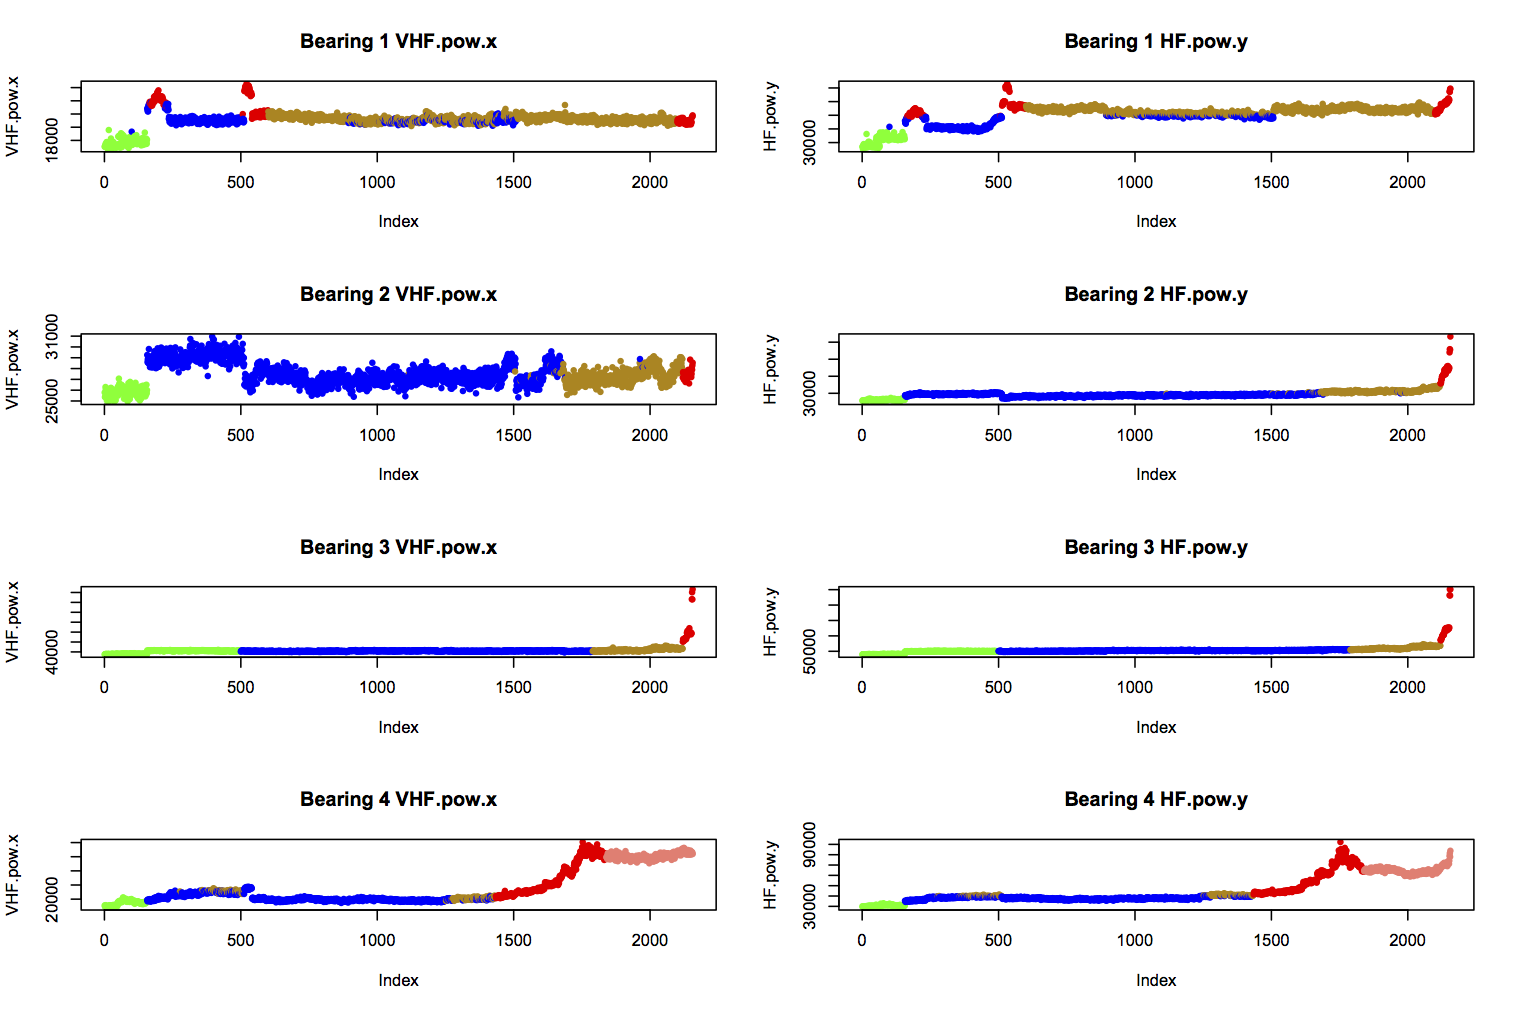 Bearing 1 VHF.pow.x
VHF.pow.x
18000
0 500 1000 1500 2000
Index
Bearing 1 HF.pow.y
HF.pow.y
30000
0 500 1000 1500 2000
Index
Bearing 2 VHF.pow.x
VHF.pow.x
25000 31000
0 500 1000 1500 2000
Index
Bearing 2 HF.pow.y
HF.pow.y
30000
0 500 1000 1500 2000
Index
Bearing 3 VHF.pow.x
VHF.pow.x
40000
0 500 1000 1500 2000
Index
Bearing 3 HF.pow.y
HF.pow.y
50000
0 500 1000 1500 2000
Index
Bearing 4 VHF.pow.x
VHF.pow.x
20000
0 500 1000 1500 2000
Index
Bearing 4 HF.pow.y
HF.pow.y
30000 90000
0 500 1000 1500 2000
Index